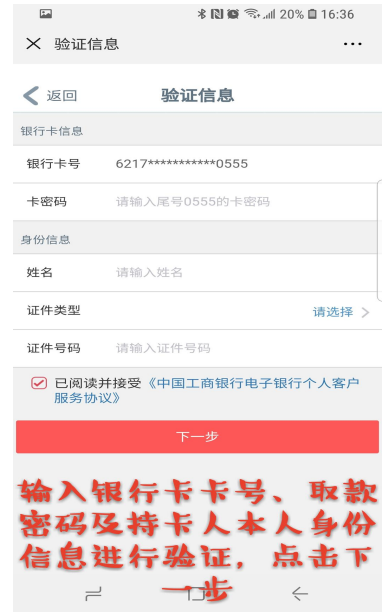 20% 16:36
验证信息
返回 验证信息
银行卡信息
银行卡号 6217***********0555
卡密码 请输入尾号0555的卡密码
身份信息
姓名 请输入姓名
证件类型 请选择
证件号码 请输入证件号码
已阅读并接受《中国工商银行电子银行个人客户
服务协议》
下一步
输入银行卡卡号、取款
密码及持卡人本人身份
信息进行验证，点击下
一步